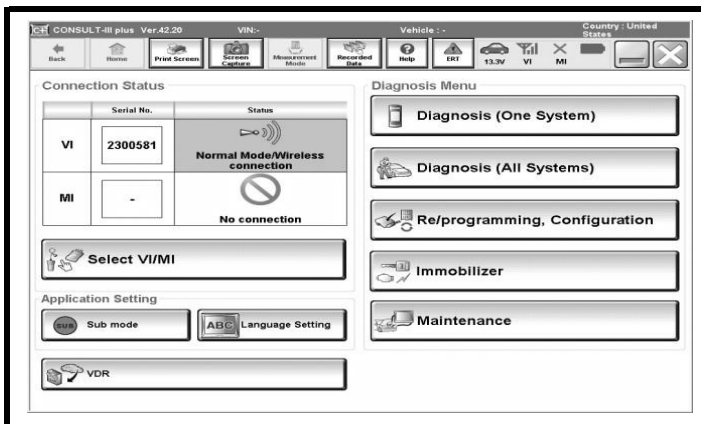 C+ CONSULT-III plus Ver.42.20 VIN:- Vehicle : - Country : United States
Back Home Print Screen Screen Capture Measurement Mode Recorded Data Help ERT 13.3V VI MI
Connection Status
Serial No. Status
VI 2300581 Normal Mode/Wireless connection
MI - No connection
Select VI/MI
Application Setting
SUB Sub mode ABC Language Setting
VDR
Diagnosis Menu
Diagnosis (One System)
Diagnosis (All Systems)
Re/programming, Configuration
Immobilizer
Maintenance